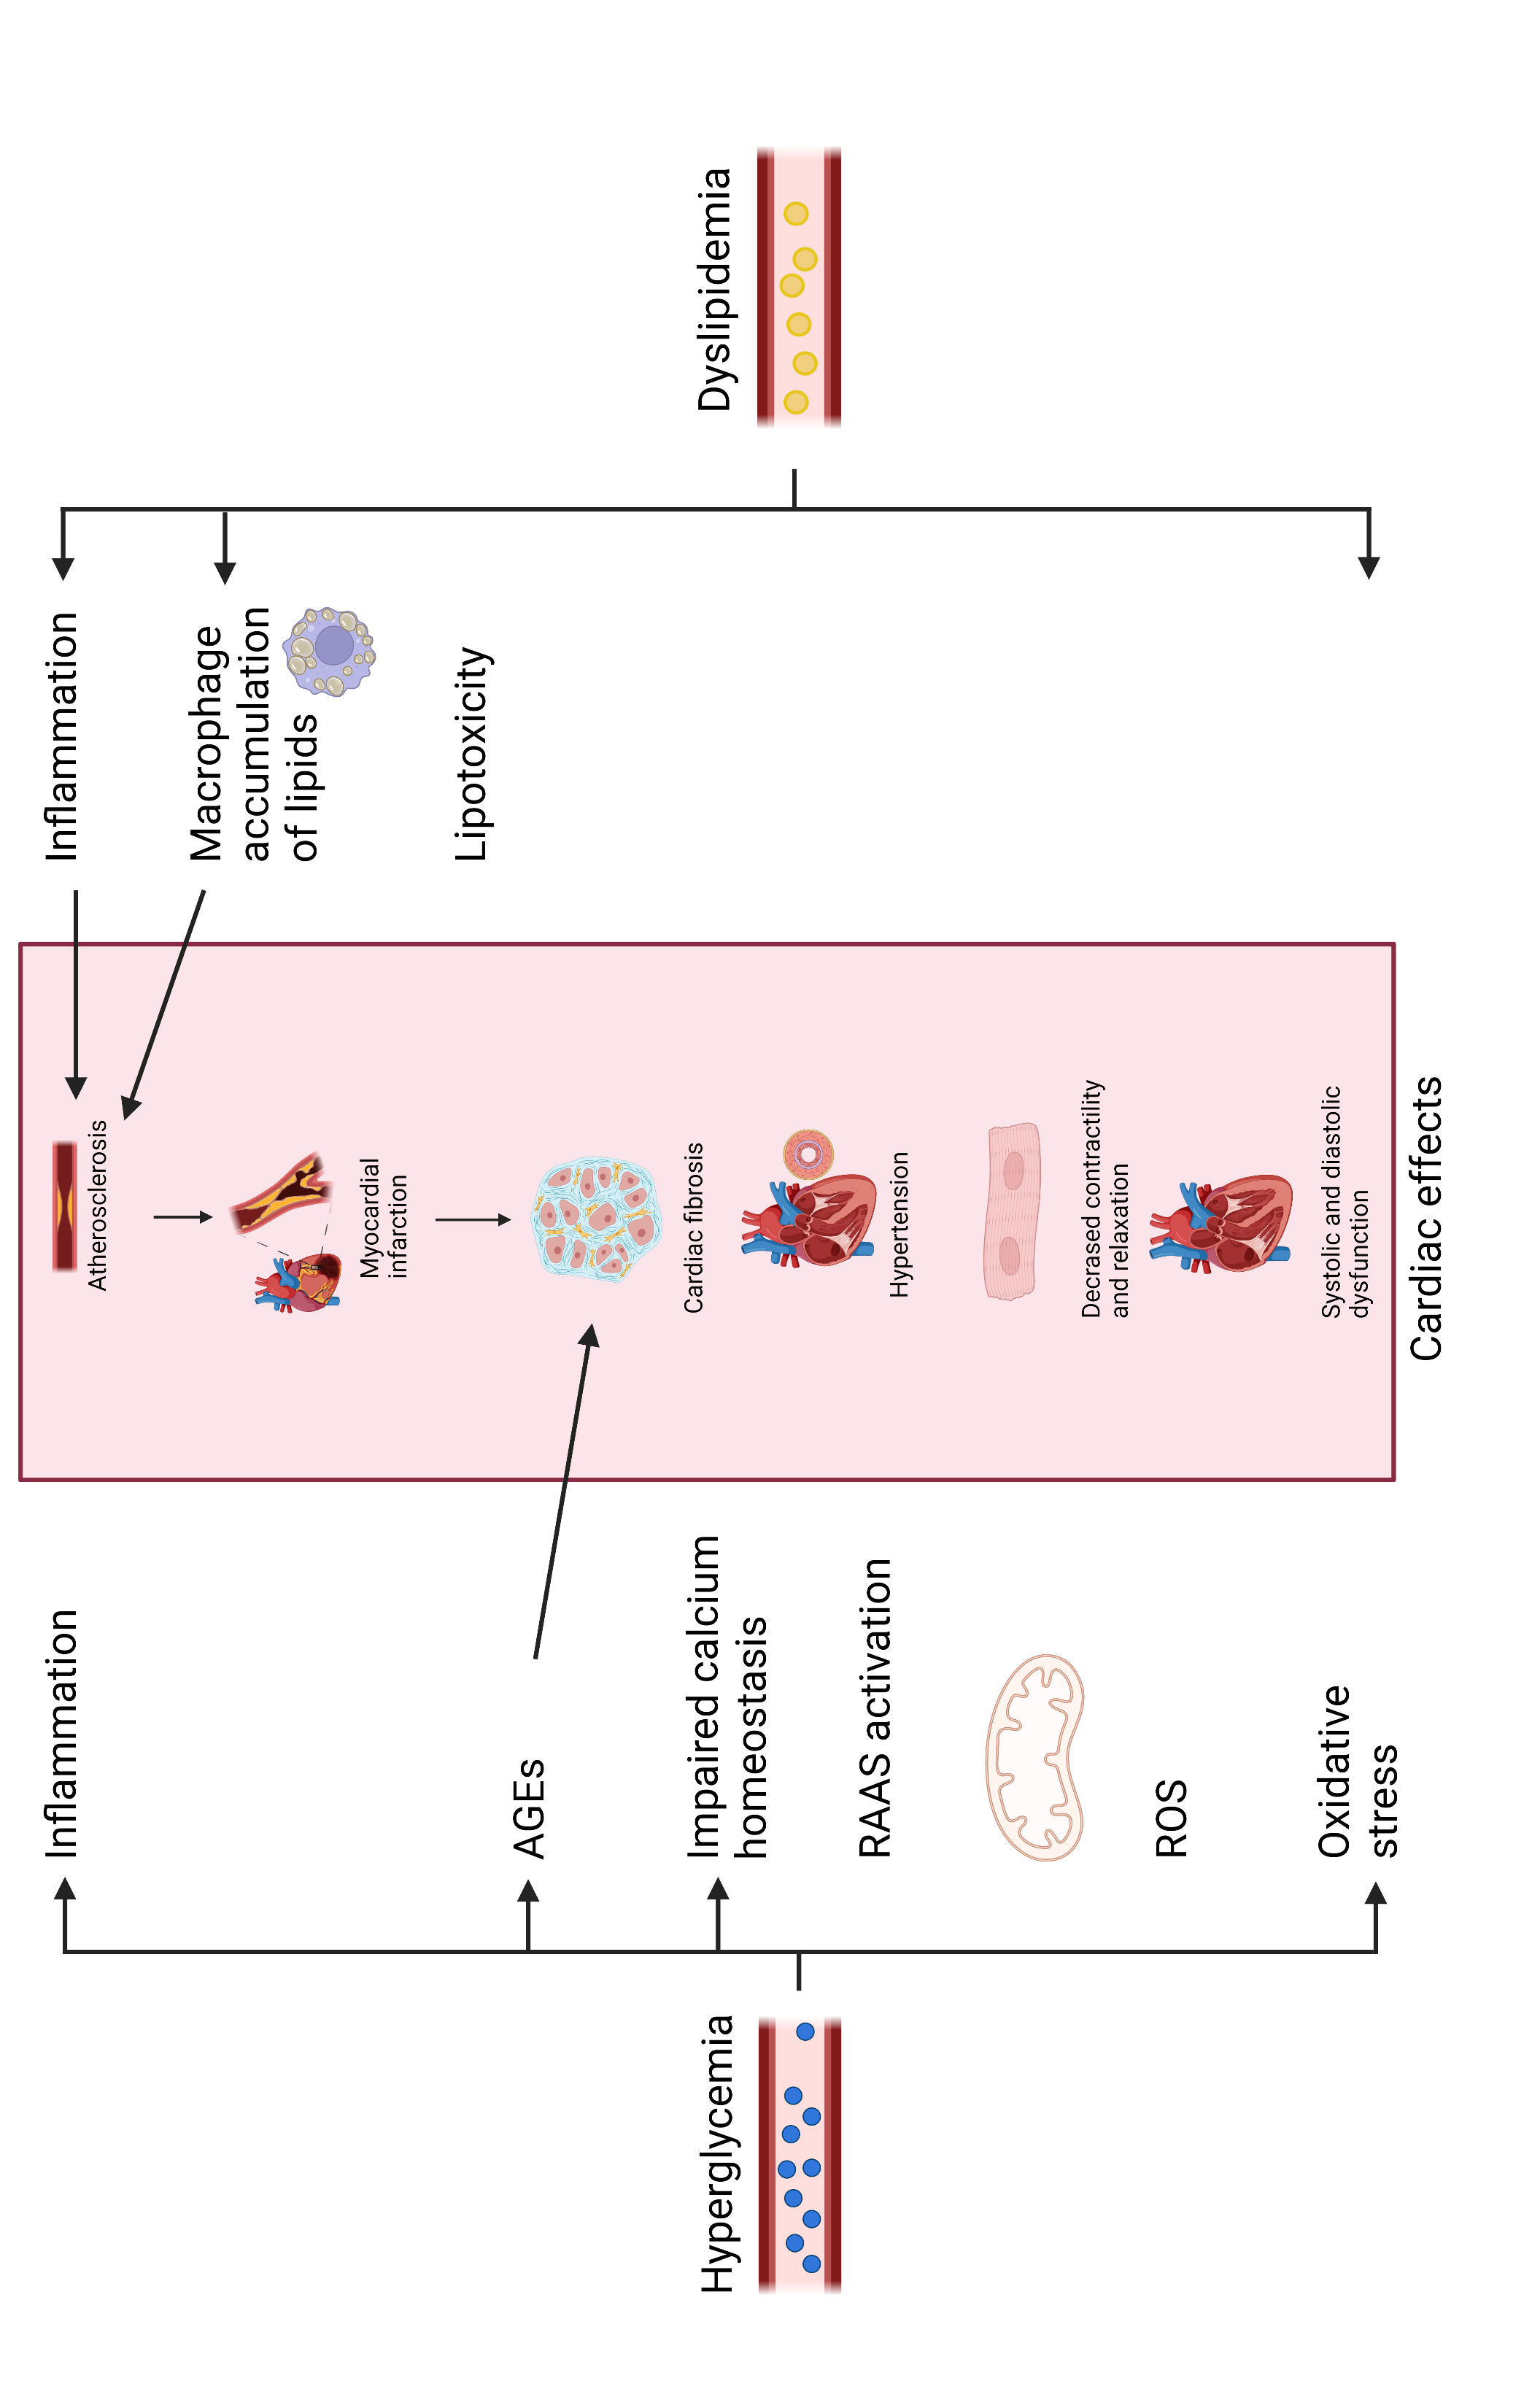 Hyperglycemia
Inflammation
AGEs
Impaired calcium
homeostasis
RAAS activation
ROS
Oxidative
stress
Atherosclerosis
Myocardial
infarction
Cardiac fibrosis
Hypertension
Decrased contractility
and relaxation
Systolic and diastolic
dysfunction
Cardiac effects
Inflammation
Macrophage
accumulation
of lipids
Lipotoxicity
Dyslipidemia